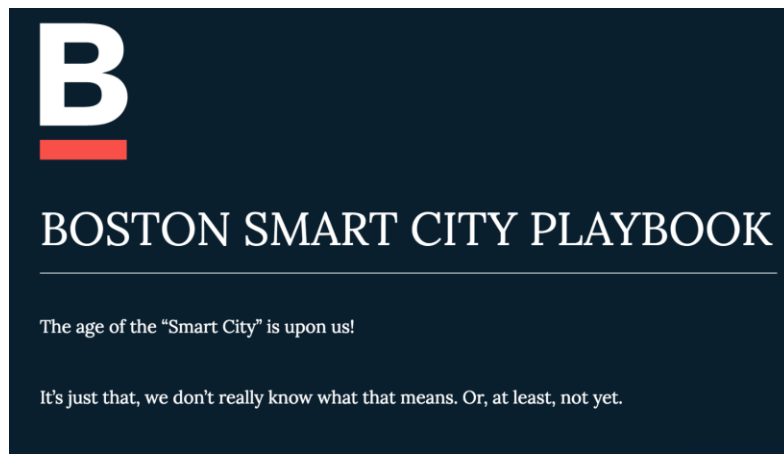 B
BOSTON SMART CITY PLAYBOOK
The age of the “Smart City” is upon us!
It’s just that, we don’t really know what that means. Or, at least, not yet.